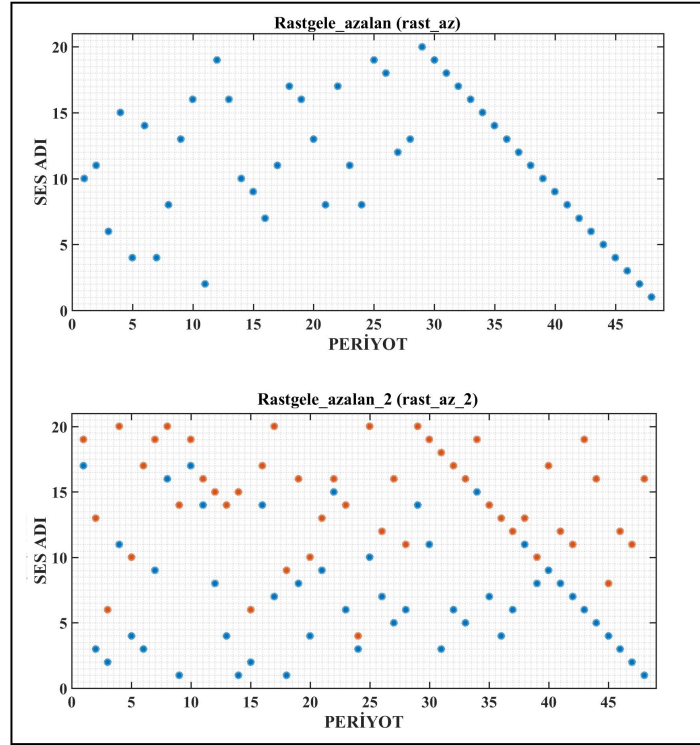 Rastgele_azalan (rast_az)
20
15
10
5
0
SES ADI
0 5 10 15 20 25 30 35 40 45
PERİYOT
Rastgele_azalan_2 (rast_az_2)
20
15
10
5
0
SES ADI
0 5 10 15 20 25 30 35 40 45
PERİYOT